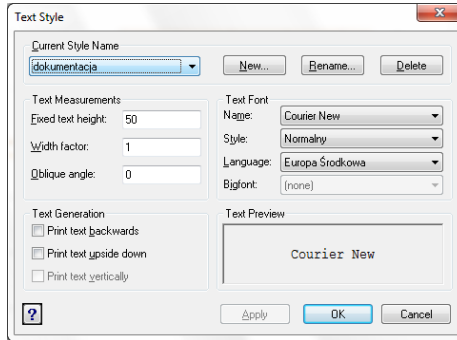 Text Style
Current Style Name
dokumentacja
New...
Rename...
Delete
Text Measurements
Fixed text height: 50
Width factor: 1
Oblique angle: 0
Text Font
Name: Courier New
Style: Normalny
Language: Europa Środkowa
Bigfont: (none)
Text Generation
Print text backwards
Print text upside down
Print text vertically
Text Preview
Courier New
?
Apply
OK
Cancel